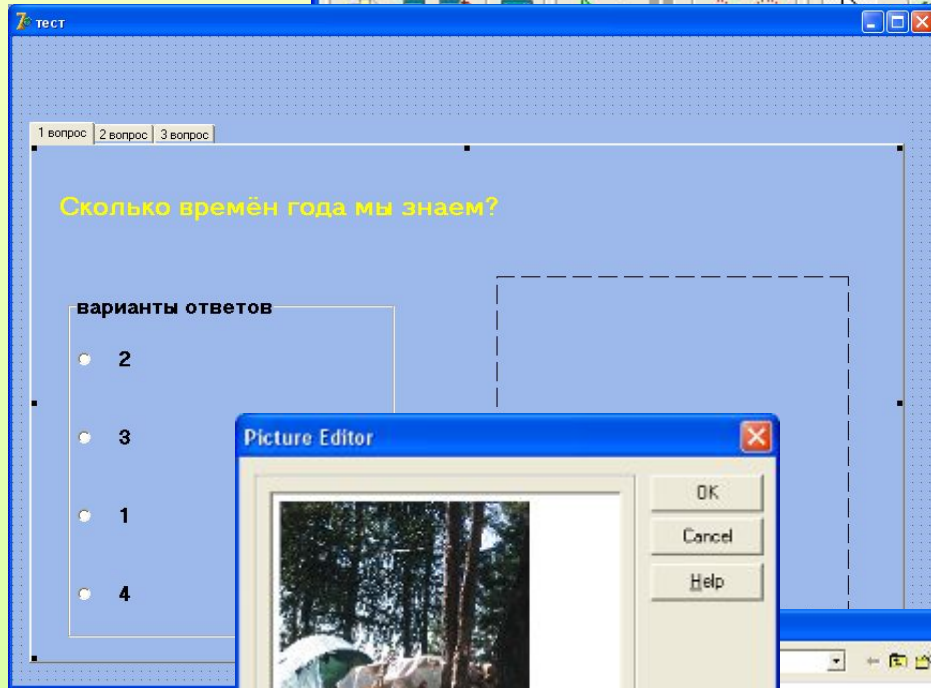 тест
1 вопрос 2 вопрос 3 вопрос
Сколько времён года мы знаем?
варианты ответов
2
3
1
4
Picture Editor
OK
Cancel
Help